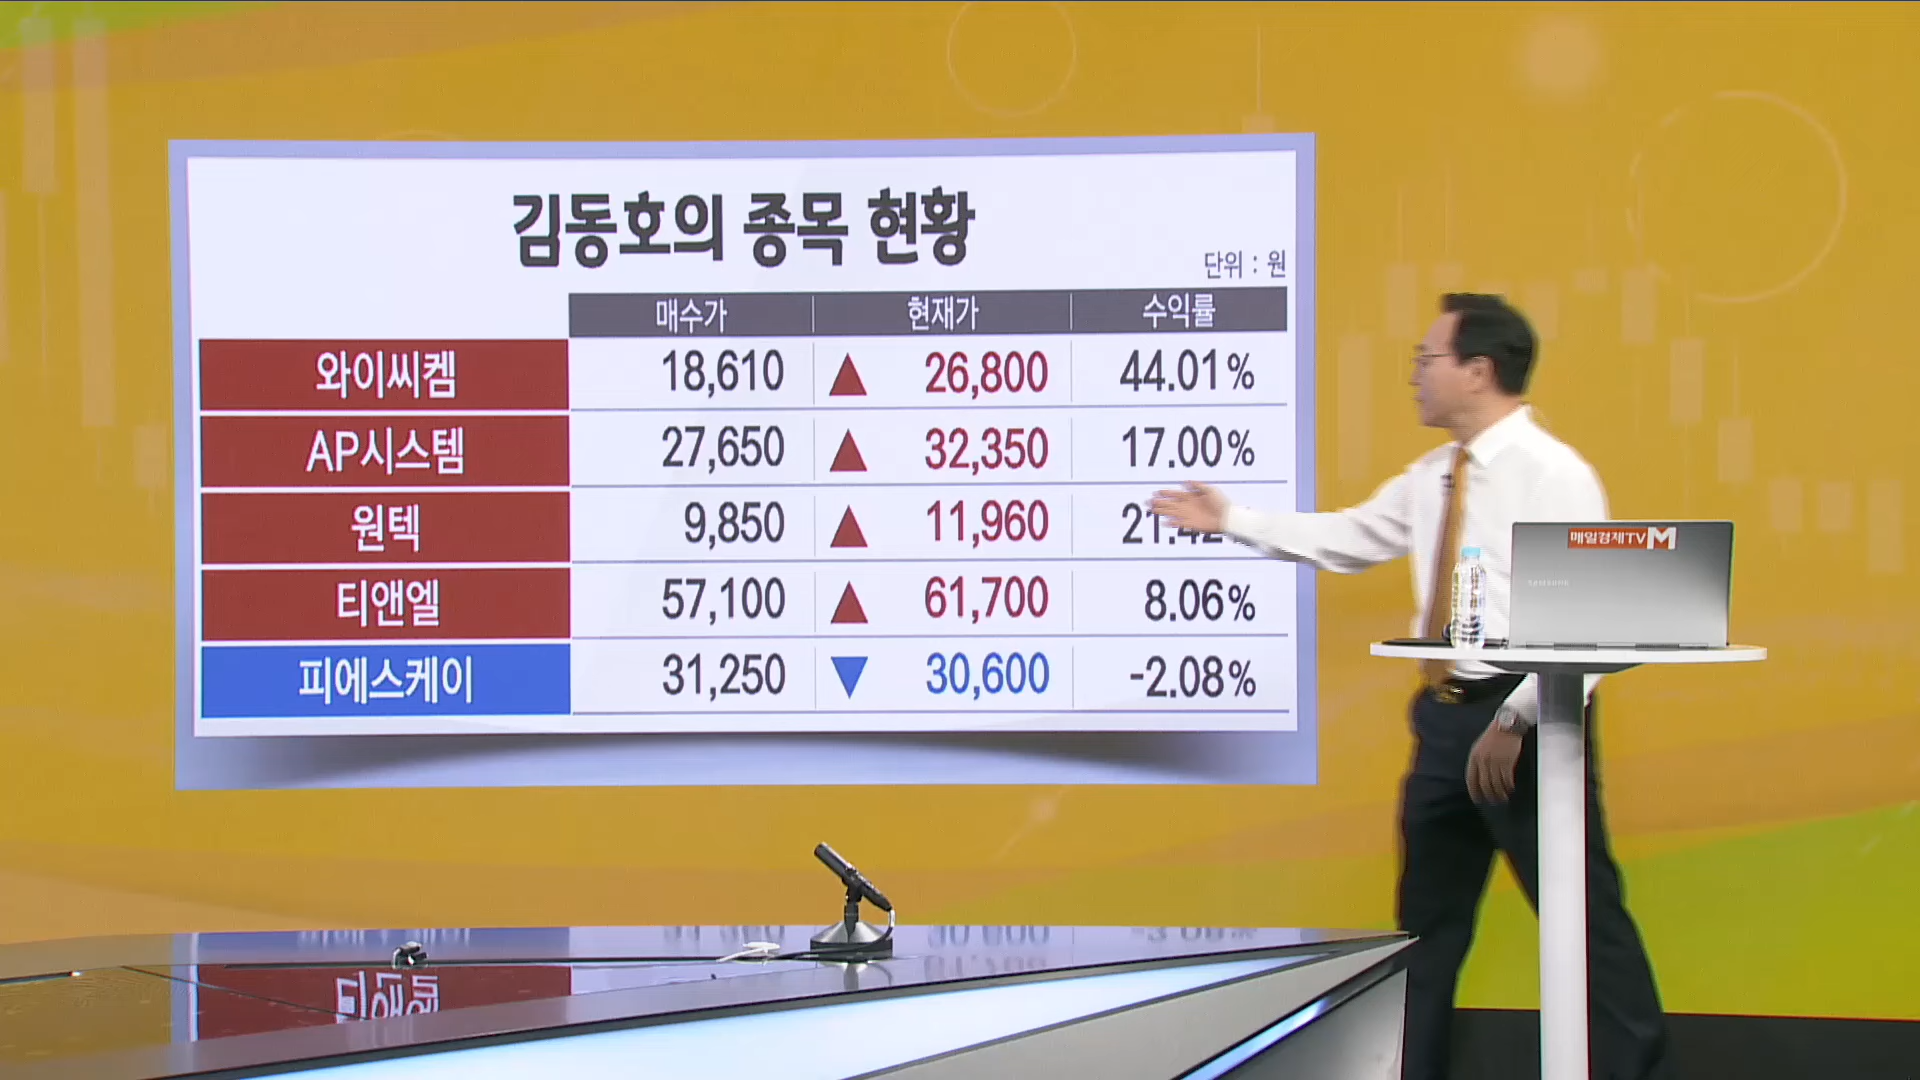 김동호의 종목 현황
단위 : 원
매수가 현재가 수익률
와이씨켐 18,610 ▲ 26,800 44.01%
AP시스템 27,650 ▲ 32,350 17.00%
원텍 9,850 ▲ 11,960
티앤엘 57,100 ▲ 61,700 8.06%
피에스케이 31,250 ▼ 30,600 -2.08%
매일경제TV M
SAMSUNG